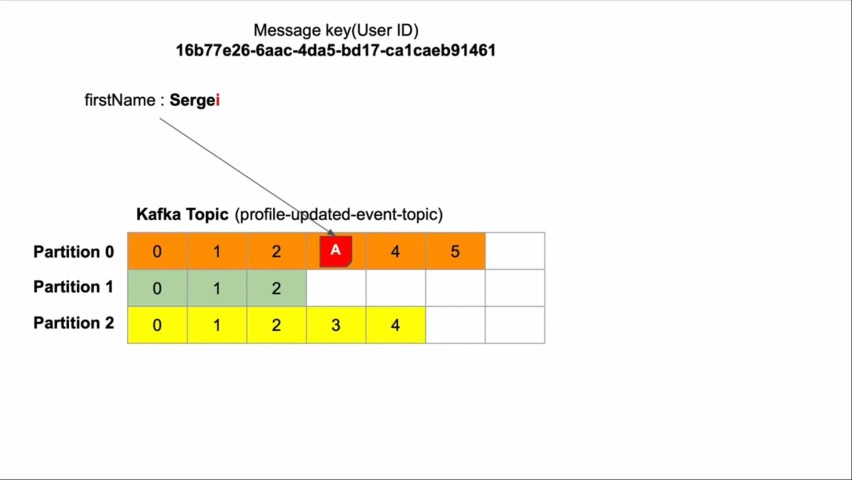 Message key(User ID)
16b77e26-6aac-4da5-bd17-ca1caeb91461
firstName : Sergei
Kafka Topic (profile-updated-event-topic)
Partition 0 0 1 2 A 4 5
Partition 1 0 1 2
Partition 2 0 1 2 3 4